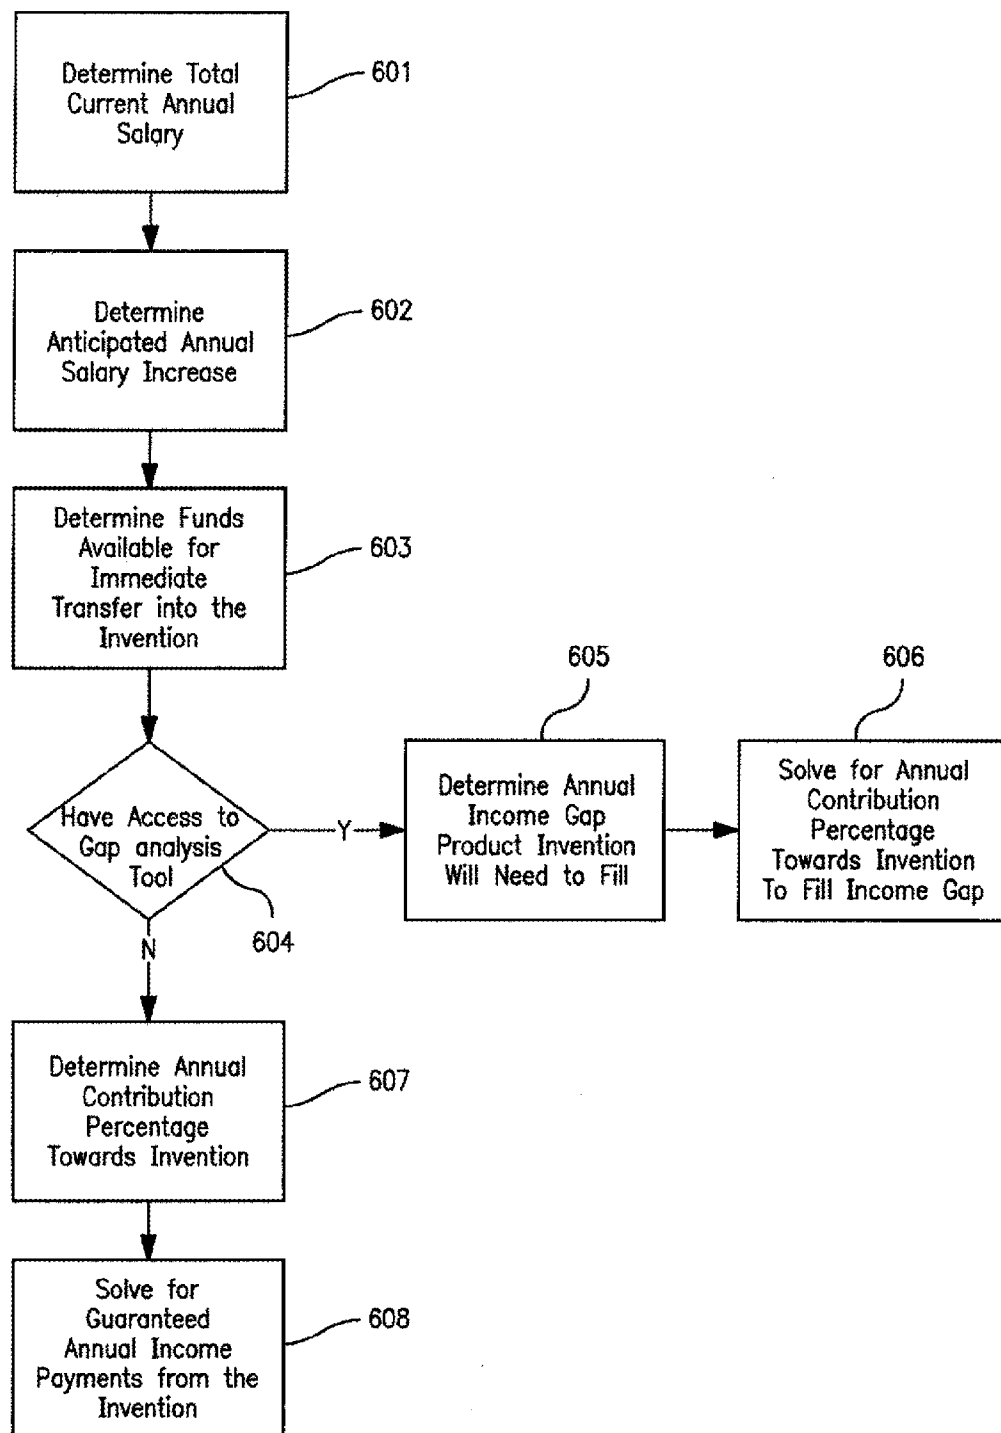 Determine Total
Current Annual
Salary
601
Determine
Anticipated Annual
Salary Increase
602
Determine Funds
Available for
Immediate
Transfer into the
Invention
603
Have Access to
Gap analysis
Tool
604
Y
N
605
Determine Annual
Income Gap
Product Invention
Will Need to Fill
606
Solve for Annual
Contribution
Percentage
Towards Invention
To Fill Income Gap
Determine Annual
Contribution
Percentage
Towards Invention
607
Solve for
Guaranteed
Annual Income
Payments from the
Invention
608